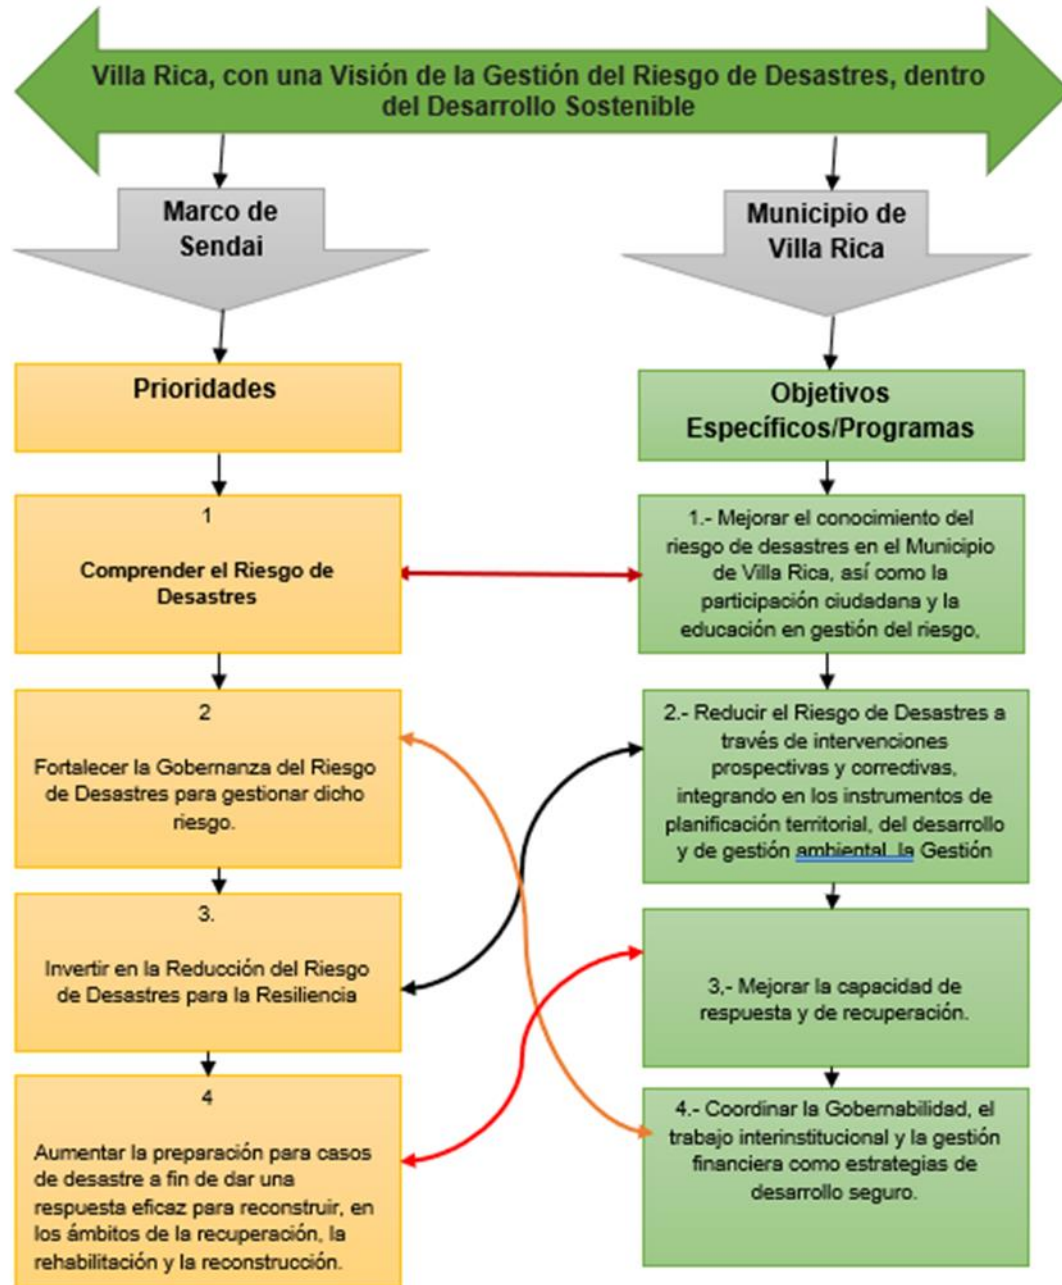 Villa Rica, con una Visión de la Gestión del Riesgo de Desastres, dentro
del Desarrollo Sostenible
Marco de
Sendai
Municipio de
Villa Rica
Prioridades
Objetivos
Específicos/Programas
1
Comprender el Riesgo de
Desastres
1.- Mejorar el conocimiento del
riesgo de desastres en el Municipio
de Villa Rica, así como la
participación ciudadana y la
educación en gestión del riesgo,
2
Fortalecer la Gobernanza del Riesgo
de Desastres para gestionar dicho
riesgo.
2.- Reducir el Riesgo de Desastres a
través de intervenciones
prospectivas y correctivas,
integrando en los instrumentos de
planificación territorial, del desarrollo
y de gestión ambiental, la Gestión
3.
Invertir en la Reducción del Riesgo
de Desastres para la Resiliencia
3,- Mejorar la capacidad de
respuesta y de recuperación.
4
Aumentar la preparación para casos
de desastre a fin de dar una
respuesta eficaz para reconstruir, en
los ámbitos de la recuperación, la
rehabilitación y la reconstrucción.
4.- Coordinar la Gobernabilidad, el
trabajo interinstitucional y la gestión
financiera como estrategias de
desarrollo seguro.